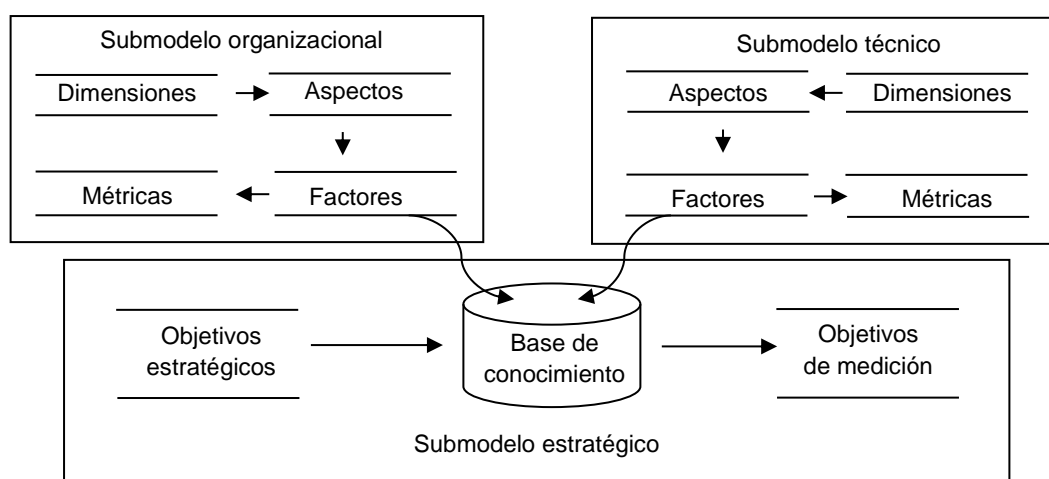 Submodelo organizacional
Dimensiones
Aspectos
Métricas
Factores
Submodelo técnico
Aspectos
Dimensiones
Factores
Métricas
Objetivos
estratégicos
Base de
conocimiento
Objetivos
de medición
Submodelo estratégico